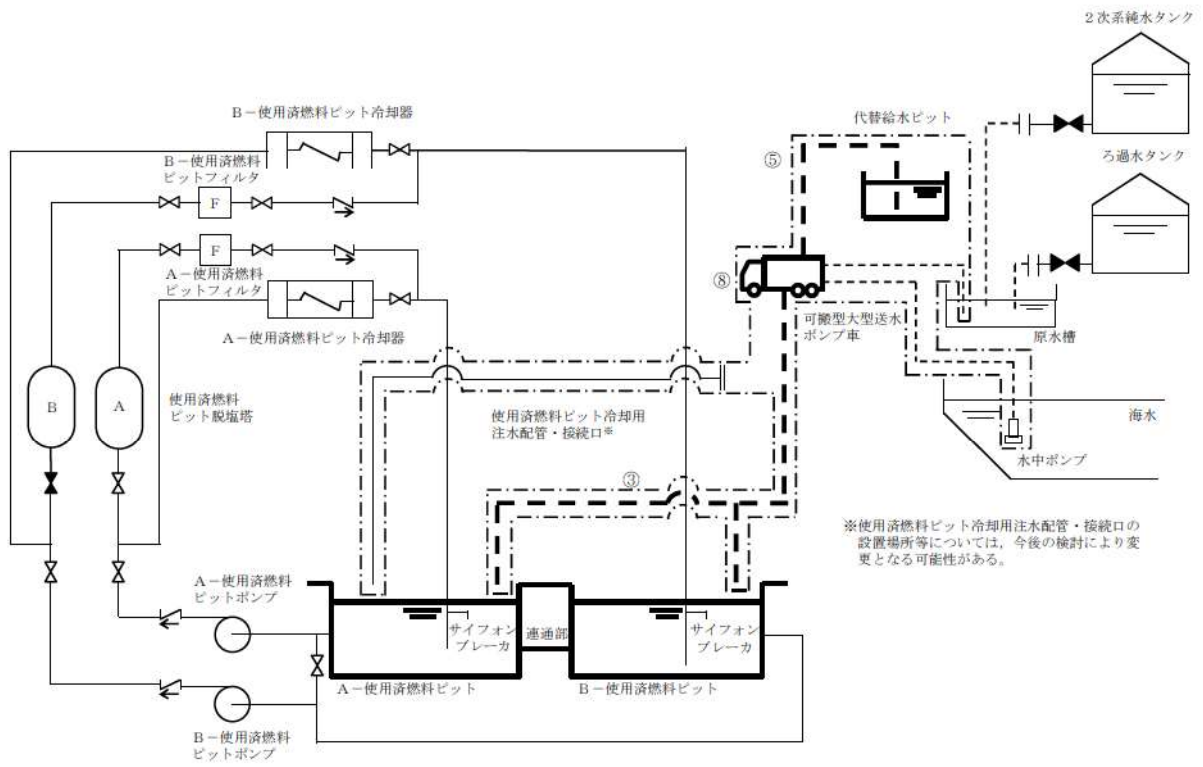 2次系純水タンク
B－使用済燃料ピット冷却器
代替給水ピット
B－使用済燃料
ピットフィルタ
⑤
ろ過水タンク
F
F
A－使用済燃料
ピットフィルタ
⑧
可搬型大型送水
ポンプ車
原水槽
A－使用済燃料ピット冷却器
B
A
使用済燃料
ピット脱塩塔
使用済燃料ピット冷却用
注水配管・接続口※
海水
水中ポンプ
③
※使用済燃料ピット冷却用注水配管・接続口の
設置場所等については，今後の検討により変
更となる可能性がある。
A－使用済燃料
ピットポンプ
サイフォン
ブレーカ
連通部
サイフォン
ブレーカ
A－使用済燃料ピット
B－使用済燃料ピット
B－使用済燃料
ピットポンプ